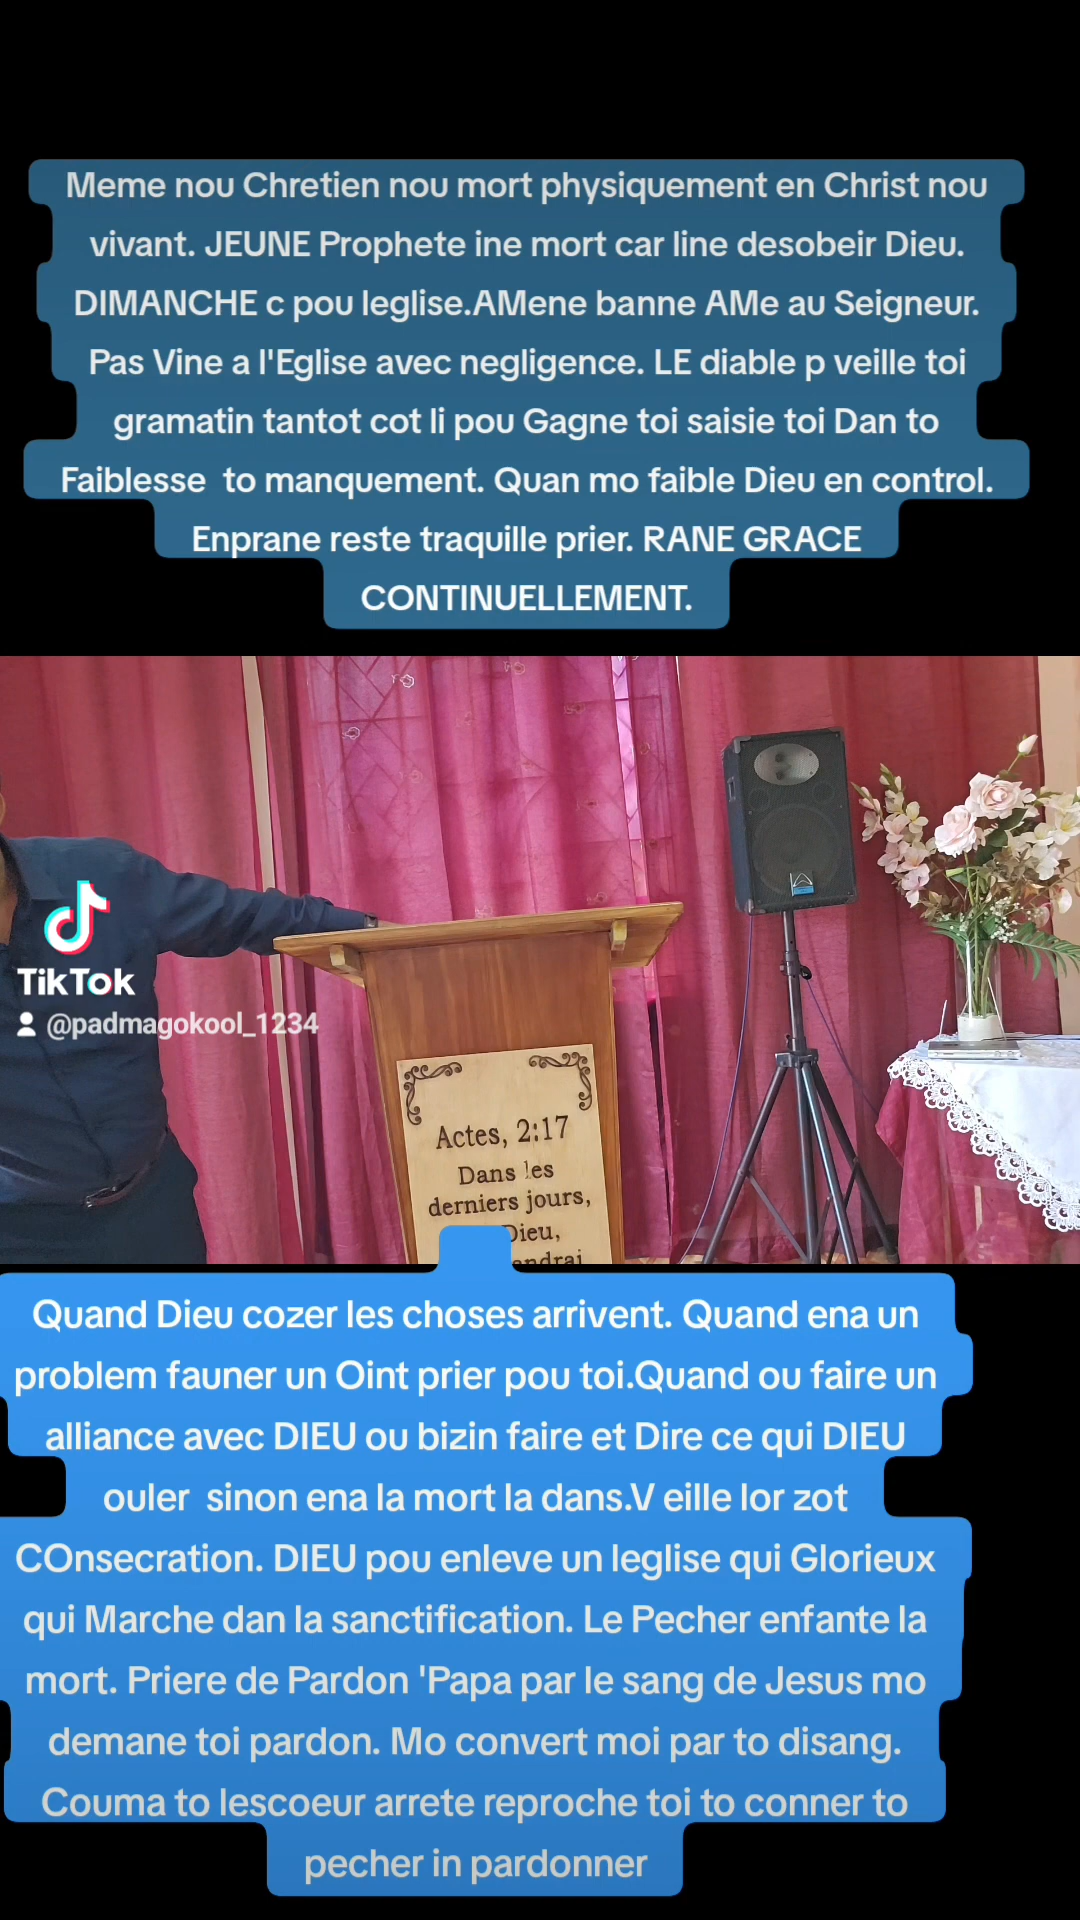 Meme nou Chretien nou mort physiquement en Christ nou
vivant. JEUNE Prophete ine mort car line desobeir Dieu.
DIMANCHE c pou leglise.AMene banne AMe au Seigneur.
Pas Vine a l'Eglise avec negligence. LE diable p veille toi
gramatin tantot cot li pou Gagne toi saisie toi Dan to
Faiblesse  to manquement. Quan mo faible Dieu en control.
Enprane reste traquille prier. RANE GRACE
CONTINUELLEMENT.
TikTok
@padmagokool_1234
Actes, 2:17
Dans les
derniers jours,
Dieu,
Quand Dieu cozer les choses arrivent. Quand ena un
problem fauner un Oint prier pou toi.Quand ou faire un
alliance avec DIEU ou bizin faire et Dire ce qui DIEU
ouler  sinon ena la mort la dans.V eille lor zot
COnsecration. DIEU pou enleve un leglise qui Glorieux
qui Marche dan la sanctification. Le Pecher enfante la
mort. Priere de Pardon 'Papa par le sang de Jesus mo
demane toi pardon. Mo convert moi par to disang.
Couma to lescoeur arrete reproche toi to conner to
pecher in pardonner